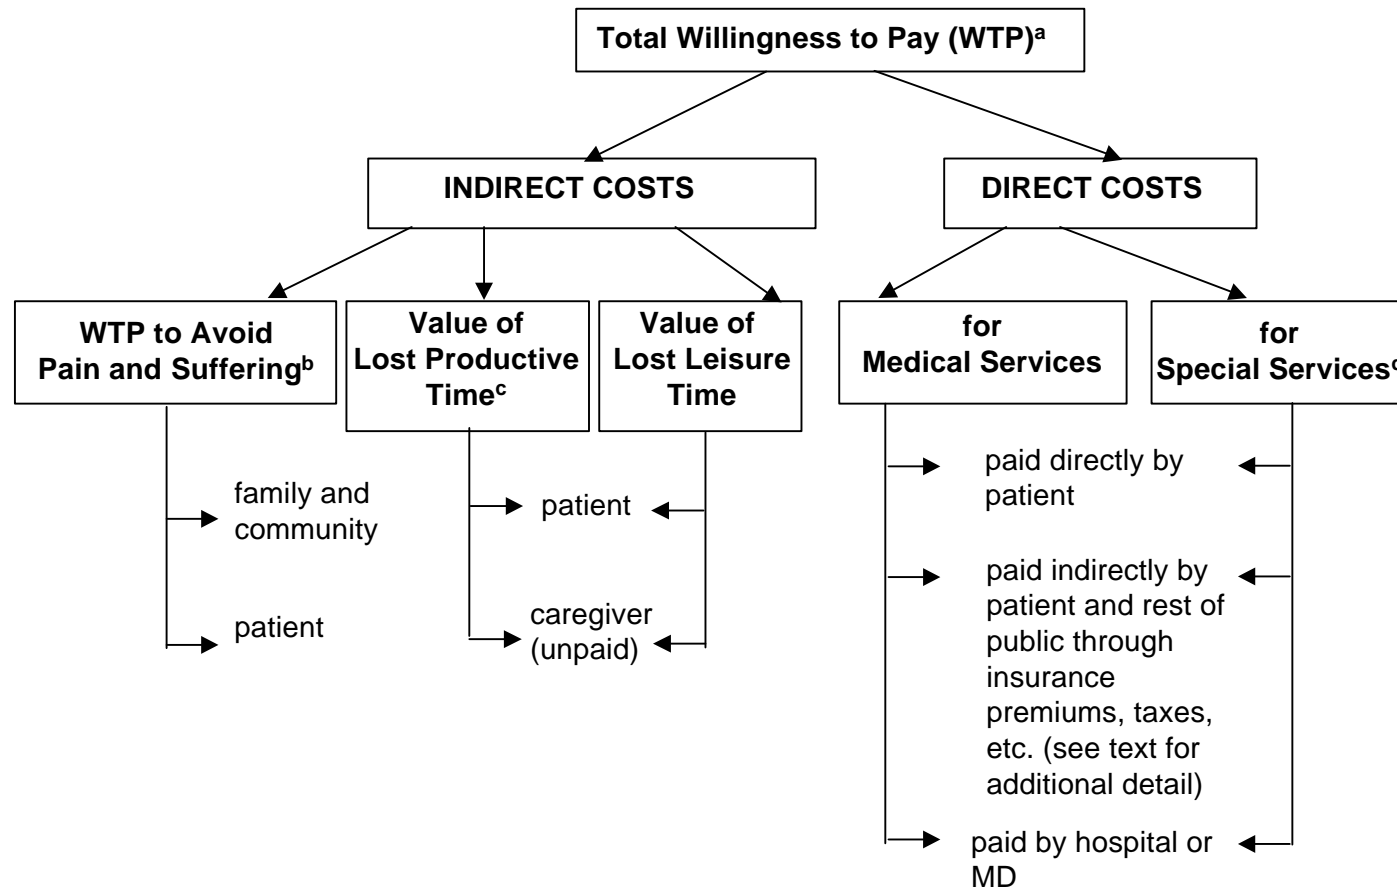 Total Willingness to Pay (WTP)ᵃ
INDIRECT COSTS
DIRECT COSTS
WTP to Avoid
Pain and Sufferingᵇ
Value of
Lost Productive
Timeᶜ
Value of
Lost Leisure
Time
for
Medical Services
for
Special Services
family and
community
patient
patient
caregiver
(unpaid)
paid directly by
patient
paid indirectly by
patient and rest of
public through
insurance
premiums, taxes,
etc. (see text for
additional detail)
paid by hospital or
MD